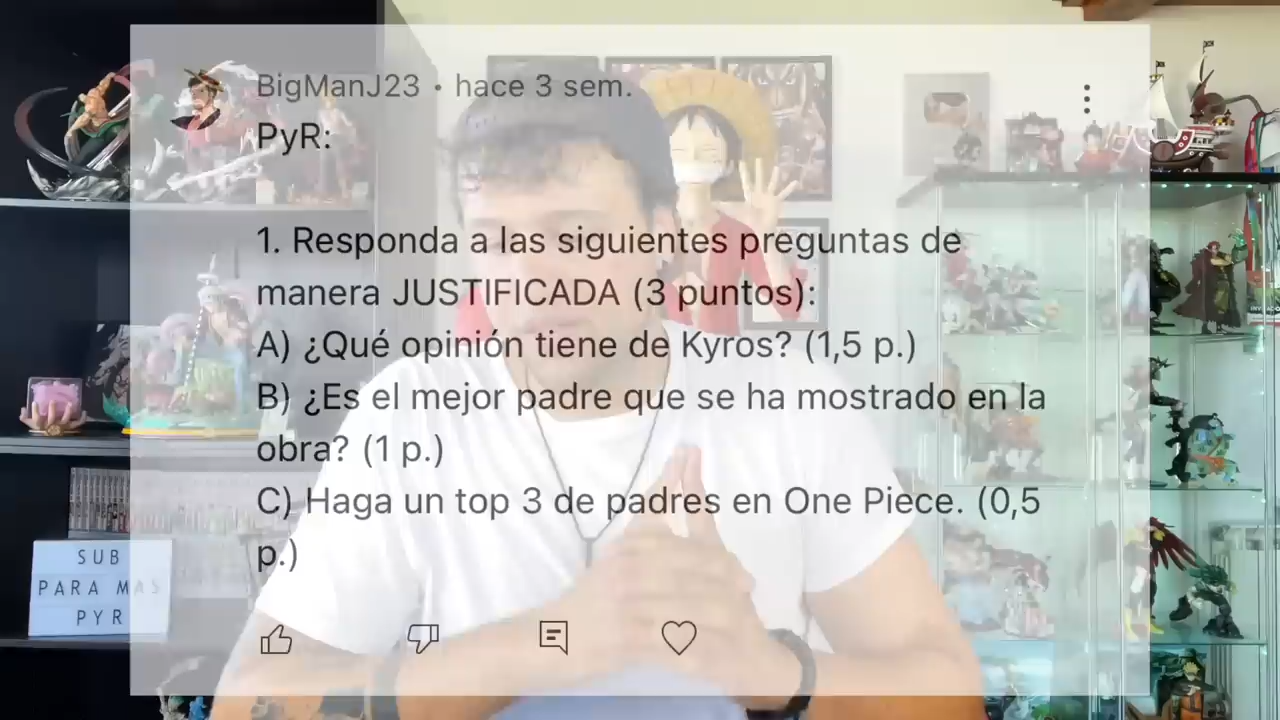 BigManJ23 • hace 3 sem.
PyR:
1. Responda a las siguientes preguntas de
manera JUSTIFICADA (3 puntos):
A) ¿Qué opinión tiene de Kyros? (1,5 p.)
B) ¿Es el mejor padre que se ha mostrado en la
obra? (1 p.)
C) Haga un top 3 de padres en One Piece. (0,5
p.)
SUB
PARA MAS
PYR